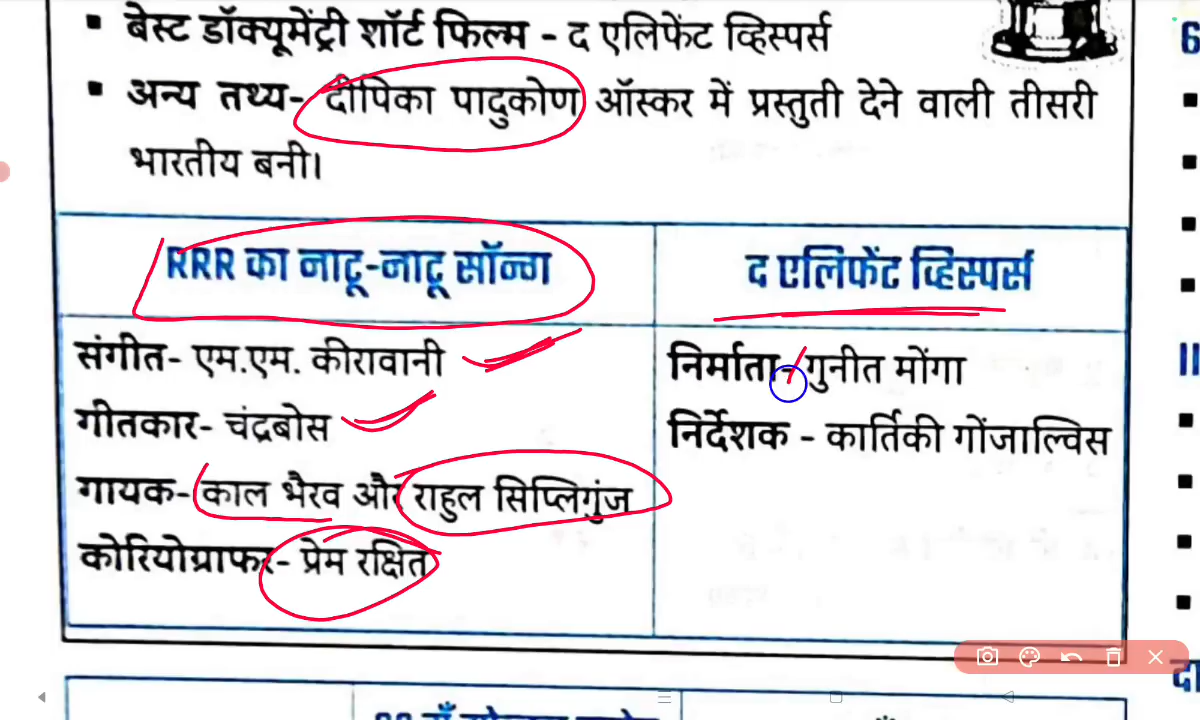 ▪ बेस्ट डॉक्यूमेंट्री शॉर्ट फिल्म - द एलिफेंट व्हिस्पर्स
▪ अन्य तथ्य- दीपिका पादुकोण ऑस्कर में प्रस्तुती देने वाली तीसरी
भारतीय बनी।
RRR का नाटू-नाटू सॉन्ग
संगीत- एम.एम. कीरावानी
गीतकार- चंद्रबोस
गायक- काल भैरव और राहुल सिप्लिगुंज
कोरियोग्राफर- प्रेम रक्षित
द एलिफेंट व्हिस्पर्स
निर्माता- गुनीत मोंगा
निर्देशक - कार्तिकी गोंजाल्विस
6